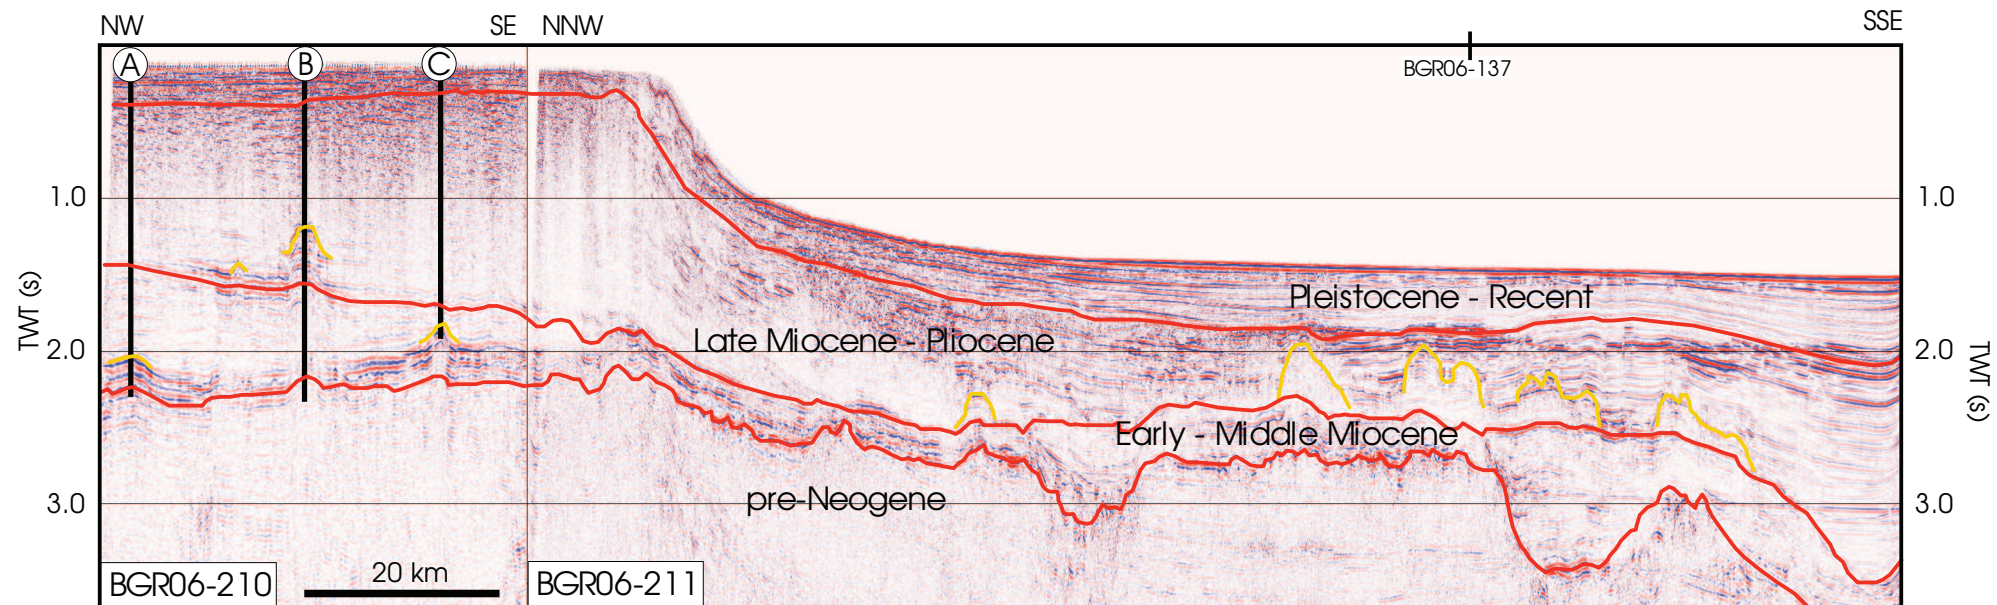 NW
SE
NNW
SSE
A
B
C
BGR06-137
1.0
1.0
TWT (s)
Pleistocene - Recent
Late Miocene - Pliocene
2.0
2.0
TWT (s)
Early - Middle Miocene
pre-Neogene
3.0
3.0
BGR06-210
20 km
BGR06-211